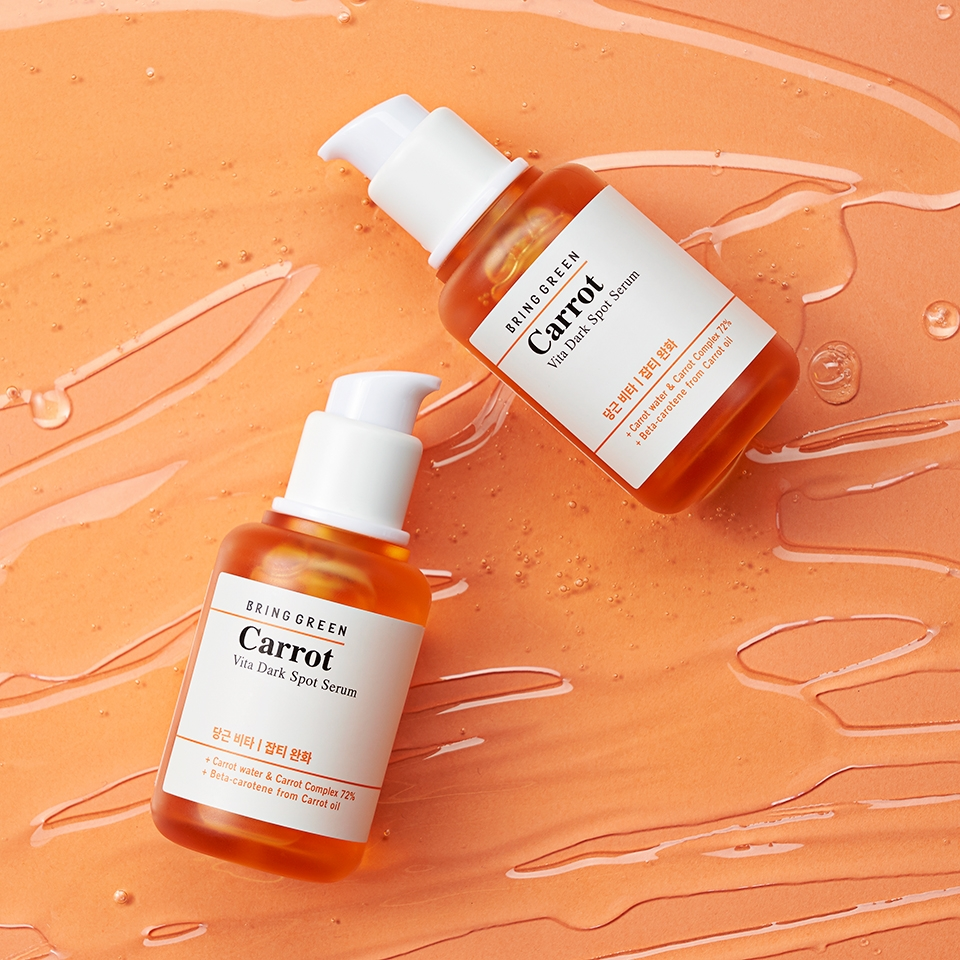 BRING GREEN
Carrot
Vita Dark Spot Serum
당근 비타 | 잡티 완화
+ Carrot water & Carrot Complex 72%
+ Beta-carotene from Carrot oil
BRING GREEN
Carrot
Vita Dark Spot Serum
당근 비타 | 잡티 완화
+ Carrot water & Carrot Complex 72%
+ Beta-carotene from Carrot oil